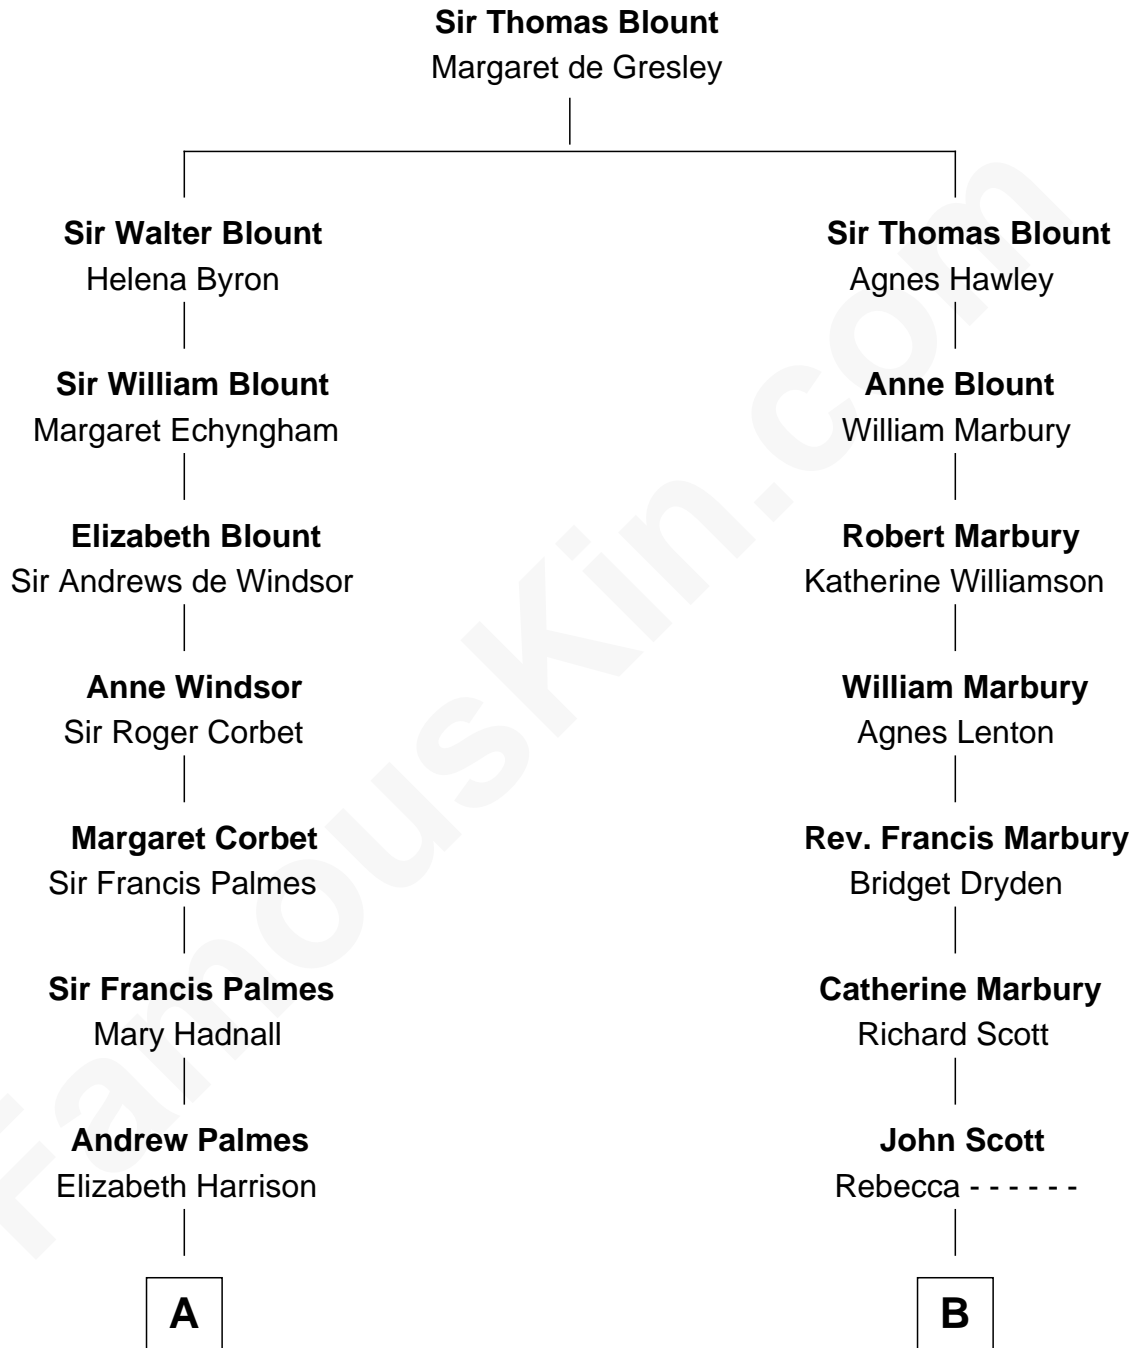 Sir Thomas Blount
Margaret de Gresley
Sir Walter Blount
Helena Byron
Sir William Blount
Margaret Echyngham
Elizabeth Blount
Sir Andrews de Windsor
Anne Windsor
Sir Roger Corbet
Margaret Corbet
Sir Francis Palmes
Sir Francis Palmes
Mary Hadnall
Andrew Palmes
Elizabeth Harrison
A
Sir Thomas Blount
Agnes Hawley
Anne Blount
William Marbury
Robert Marbury
Katherine Williamson
William Marbury
Agnes Lenton
Rev. Francis Marbury
Bridget Dryden
Catherine Marbury
Richard Scott
John Scott
Rebecca - - - - - -
B
FamousKin.com